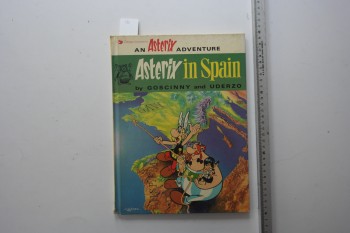 AN Asterix ADVENTURE
Asterix in Spain
by GOSCINNY and UDERZO